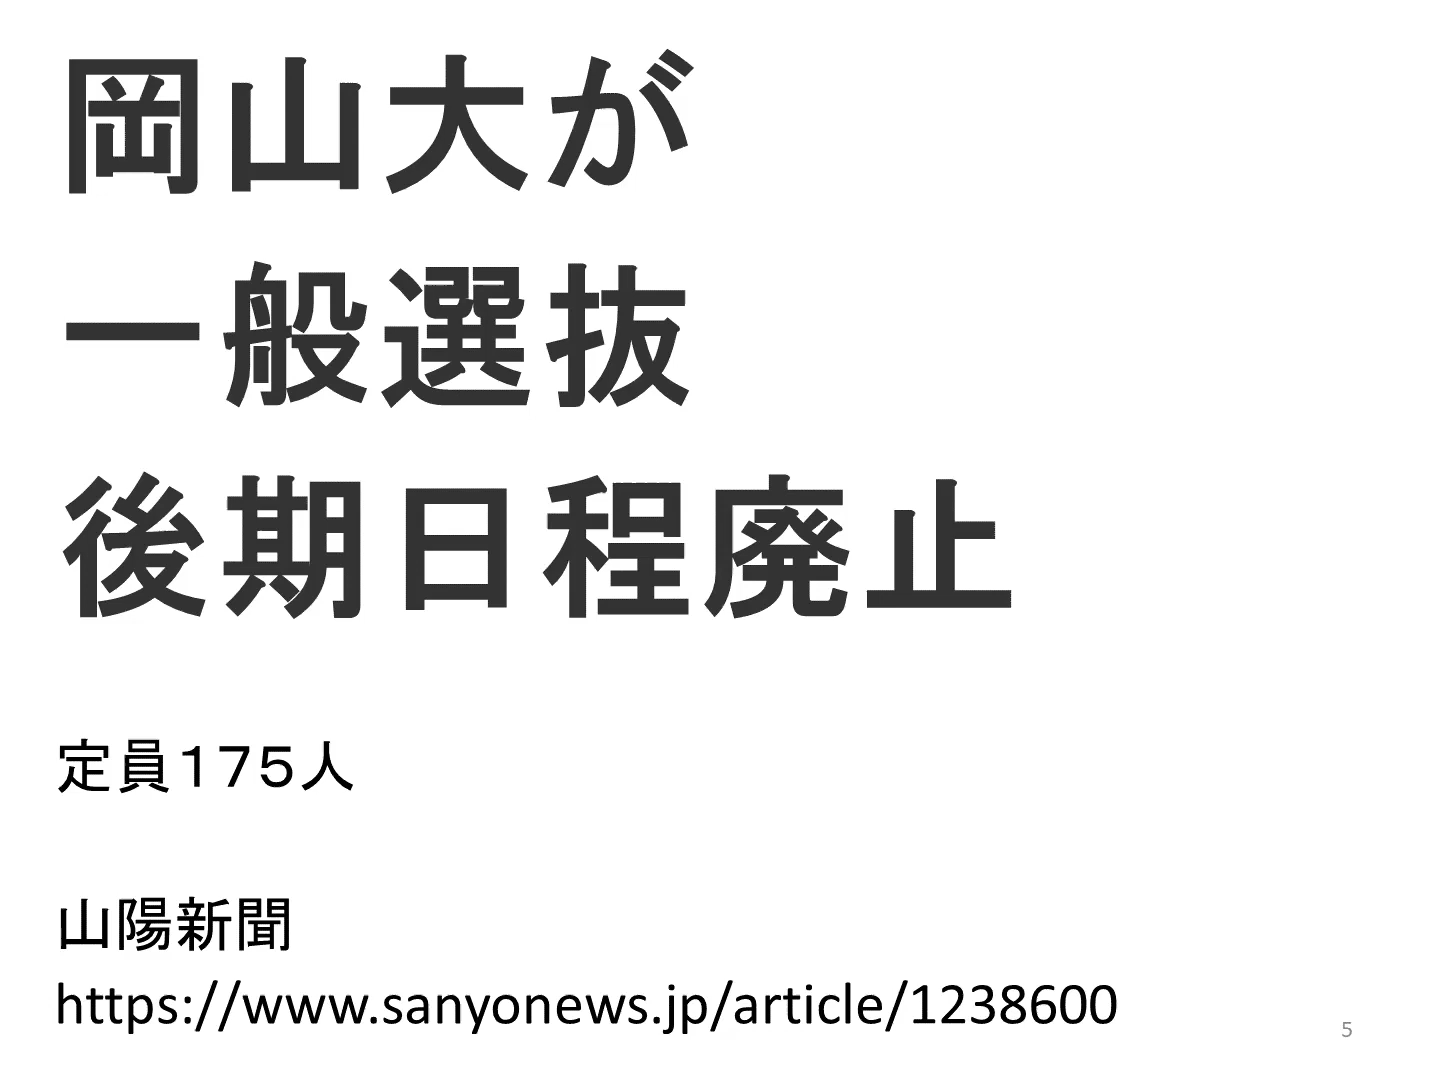 岡山大が
一般選抜
後期日程廃止
定員１７５人
山陽新聞
https://www.sanyonews.jp/article/1238600
5